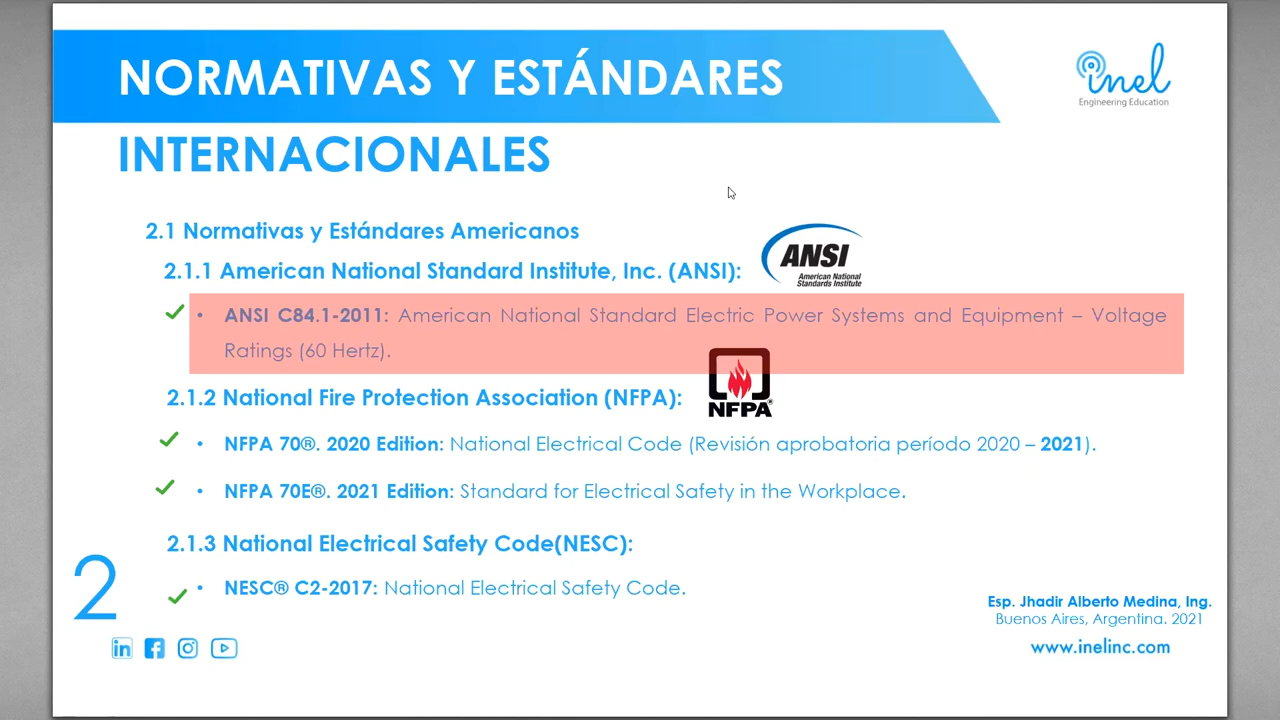 NORMATIVAS Y ESTÁNDARES
inel
Engineering Education
INTERNACIONALES
2.1 Normativas y Estándares Americanos
2.1.1 American National Standard Institute, Inc. (ANSI):
ANSI
American National
Standards Institute
• ANSI C84.1-2011: American National Standard Electric Power Systems and Equipment – Voltage
Ratings (60 Hertz).
2.1.2 National Fire Protection Association (NFPA):
NFPA®
• NFPA 70®. 2020 Edition: National Electrical Code (Revisión aprobatoria período 2020 – 2021).
• NFPA 70E®. 2021 Edition: Standard for Electrical Safety in the Workplace.
2.1.3 National Electrical Safety Code(NESC):
• NESC® C2-2017: National Electrical Safety Code.
2
Esp. Jhadir Alberto Medina, Ing.
Buenos Aires, Argentina. 2021
www.inelinc.com